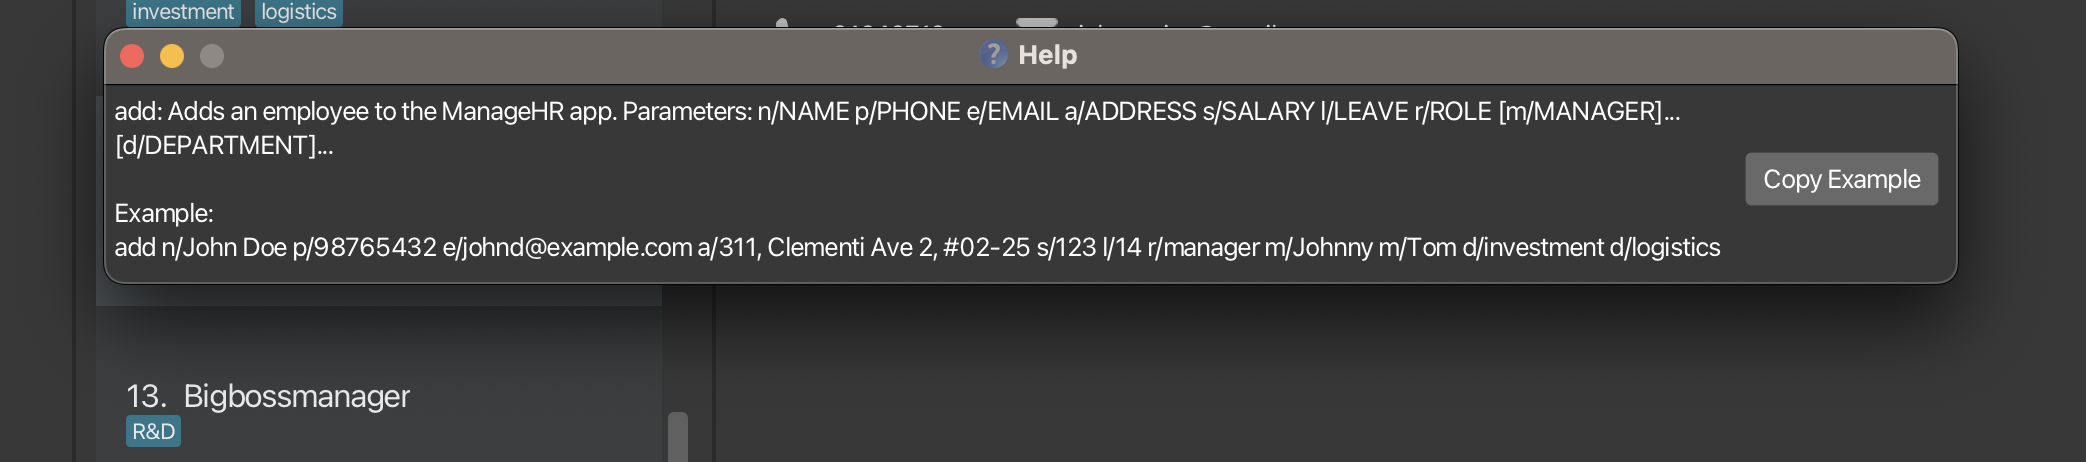 investment logistics
Help
add: Adds an employee to the ManageHR app. Parameters: n/NAME p/PHONE e/EMAIL a/ADDRESS s/SALARY l/LEAVE r/ROLE [m/MANAGER]...
[d/DEPARTMENT]...
Copy Example
Example:
add n/John Doe p/98765432 e/johnd@example.com a/311, Clementi Ave 2, #02-25 s/123 l/14 r/manager m/Johnny m/Tom d/investment d/logistics
13. Bigbossmanager
R&D